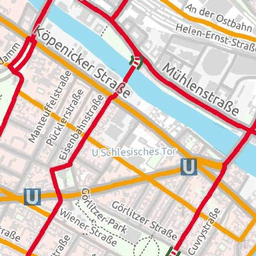 An der Ostbahn
Helen-Ernst-Straße
damm
Köpenicker Straße
Mühlenstraße
Manteuffelstraße
Pücklerstraße
Eisenbahnstraße
U Schlesisches Tor
U
U
Görlitzer-Park
Wiener Straße
Görlitzer Straße
Cuvrystraße
H